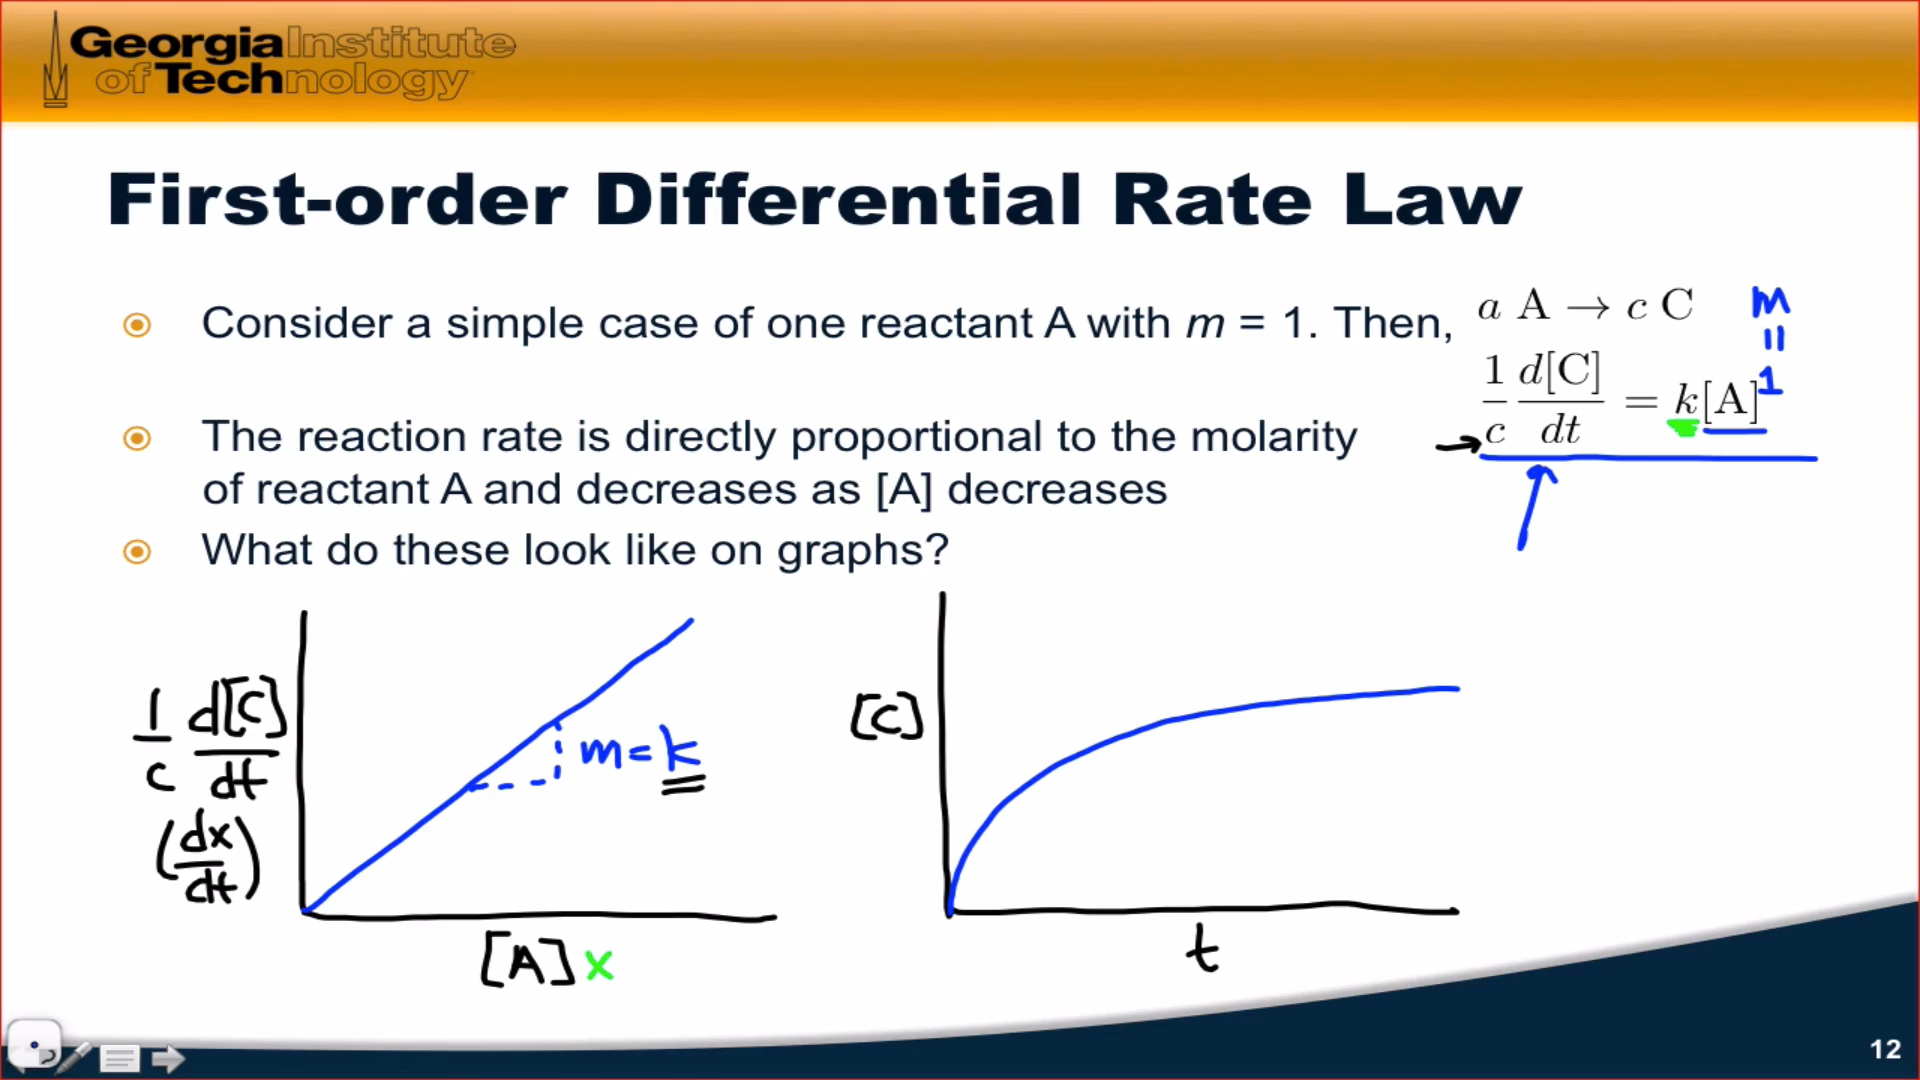 Georgia Institute
of Technology
First-order Differential Rate Law
Consider a simple case of one reactant A with m = 1. Then,
a A → c C
m
=
1
1/c d[C]/dt = k[A]
The reaction rate is directly proportional to the molarity
of reactant A and decreases as [A] decreases
What do these look like on graphs?
1/c d[C]/dt
(dx/dt)
m = k
[A] x
[C]
t
12